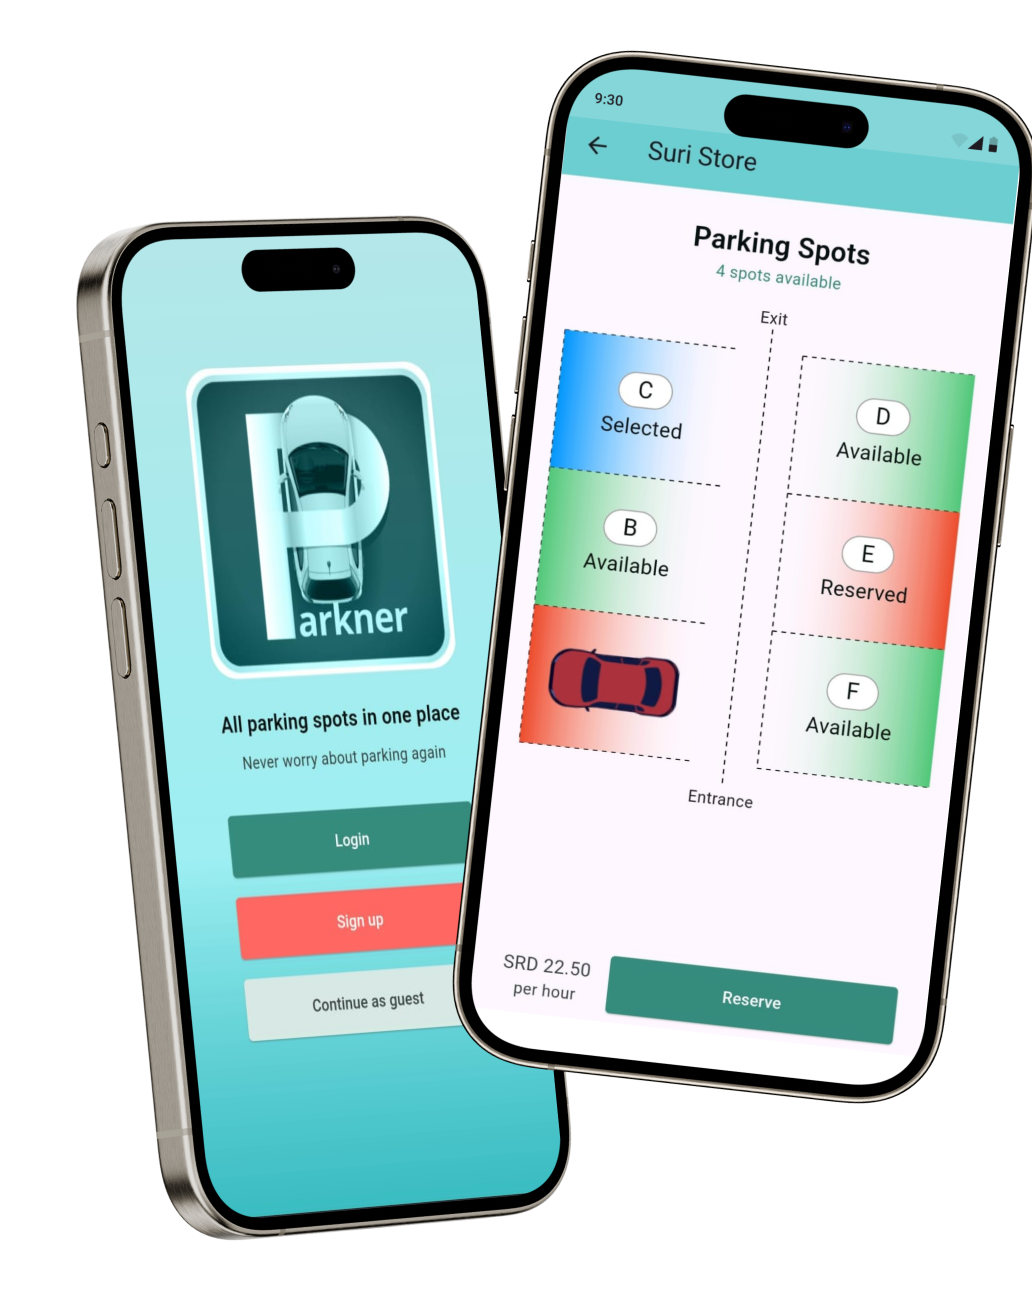 Parkner
All parking spots in one place
Never worry about parking again
Login
Sign up
Continue as guest
9:30
Suri Store
Parking Spots
4 spots available
Exit
C
Selected
D
Available
B
Available
E
Reserved
F
Available
Entrance
SRD 22.50
per hour
Reserve